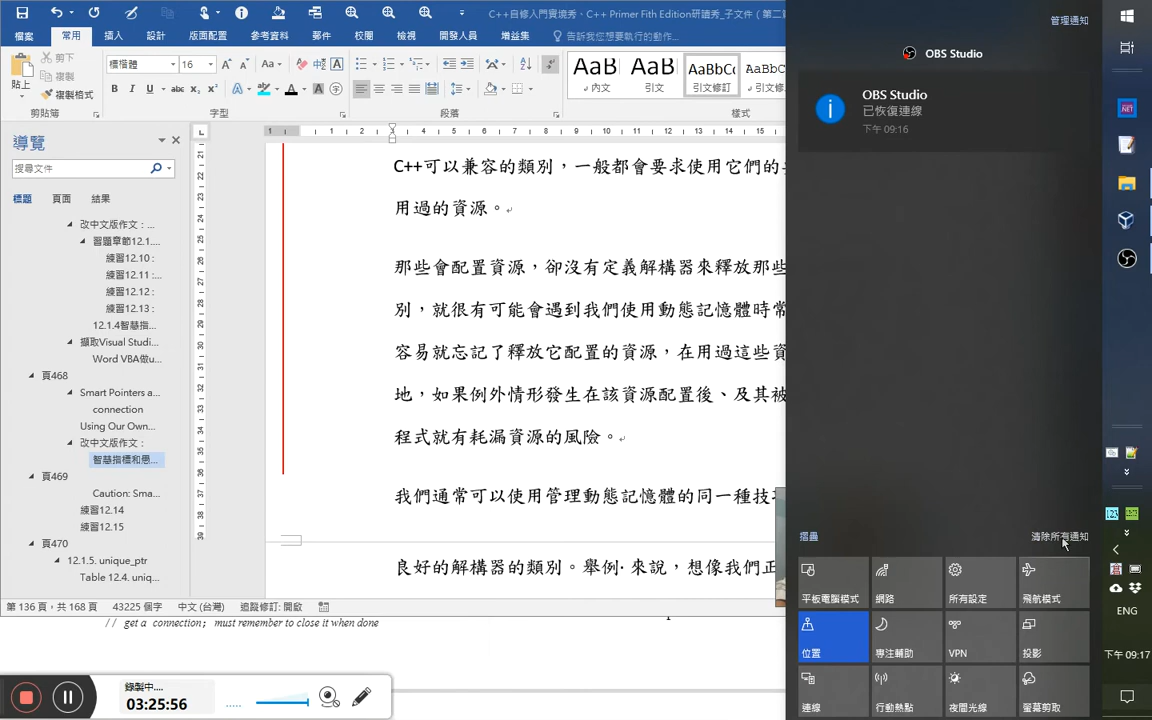 C++自修入門實境秀、C++ Primer Fith Edition研讀秀_子文件（第二
檔案 常用 插入 設計 版面配置 參考資料 郵件 校閱 檢視 開發人員 增益集 告訴我您想要執行的動作...
貼上
剪下
複製
複製格式
標楷體 16
AaBbCc
AaBbCc
剪貼簿 字型 段落 樣式
內文 內文 引文修訂
導覽
搜尋文件
標題 頁面 結果
改中文版作文：...
習題章節12.1....
練習12.10：
練習12.11：...
練習12.12：
練習12.13：
12.1.4智慧指...
擷取Visual Studi...
Word VBA做u...
頁468
Smart Pointers a...
connection
Using Our Own...
改中文版作文：
智慧指標和愚...
頁469
Caution: Sma...
練習12.14
練習12.15
頁470
12.1.5. unique_ptr
Table 12.4. uniq...
C++可以兼容的類別，一般都會要求使用它們的
用過的資源。
那些會配置資源，卻沒有定義解構器來釋放那些
別，就很有可能會遇到我們使用動態記憶體時常
容易就忘記了釋放它配置的資源，在用過這些資
地，如果例外情形發生在該資源配置後、及其被
程式就有耗漏資源的風險。
我們通常可以使用管理動態記憶體的同一種技
良好的解構器的類別。舉例來說，想像我們正
第 136 頁，共 168 頁 43225 個字 中文 (台灣) 追蹤修訂: 開啟
// get a connection; must remember to close it when done
錄製中....
03:25:56
管理通知
OBS Studio
OBS Studio
已恢復連線
下午 09:16
摺疊 清除所有通知
平板電腦模式 網路 所有設定 飛航模式
位置 專注輔助 VPN 投影
連線 行動熱點 夜間光線 螢幕剪取
.NET
123
ENG
下午 09:17